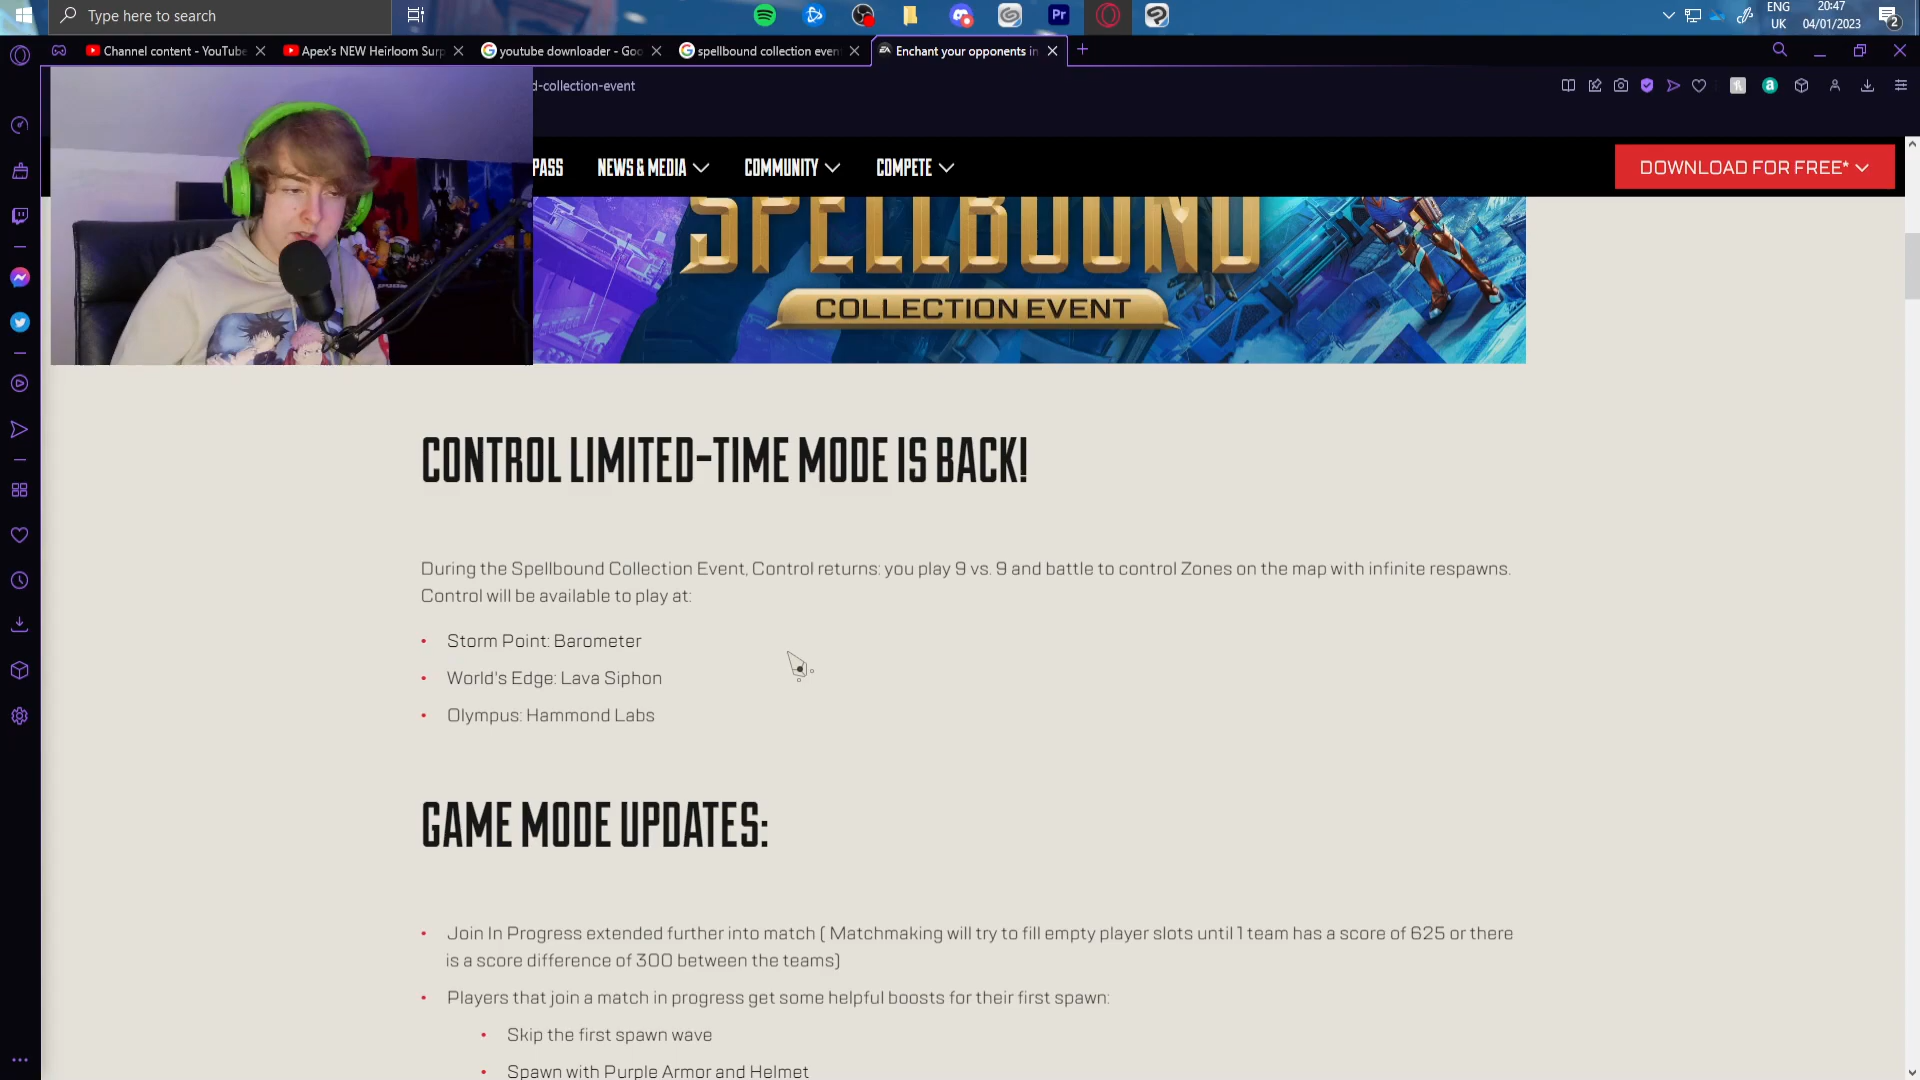 Type here to search
Pr
ENG
UK
20:47
04/01/2023
2
Channel content - YouTube
Apex's NEW Heirloom Surp
youtube downloader - Goo
spellbound collection even
Enchant your opponents in
d-collection-event
PASS
NEWS & MEDIA
COMMUNITY
COMPETE
DOWNLOAD FOR FREE*
SPELLBOUND
COLLECTION EVENT
CONTROL LIMITED-TIME MODE IS BACK!
During the Spellbound Collection Event, Control returns: you play 9 vs. 9 and battle to control Zones on the map with infinite respawns.
Control will be available to play at:
• Storm Point: Barometer
• World's Edge: Lava Siphon
• Olympus: Hammond Labs
GAME MODE UPDATES:
• Join In Progress extended further into match ( Matchmaking will try to fill empty player slots until 1 team has a score of 625 or there
is a score difference of 300 between the teams)
• Players that join a match in progress get some helpful boosts for their first spawn:
• Skip the first spawn wave
• Spawn with Purple Armor and Helmet